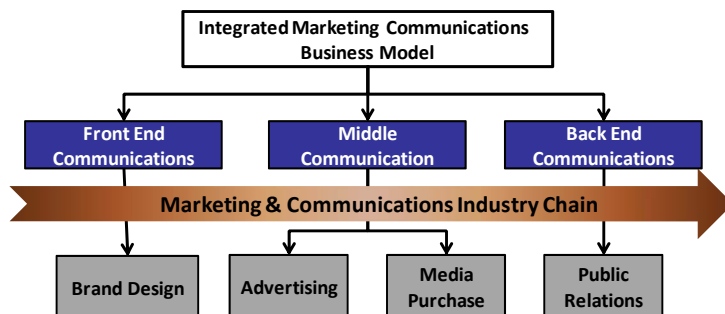 Integrated Marketing Communications
Business Model
Front End
Communications
Middle
Communication
Back End
Communications
Marketing & Communications Industry Chain
Brand Design
Advertising
Media
Purchase
Public
Relations